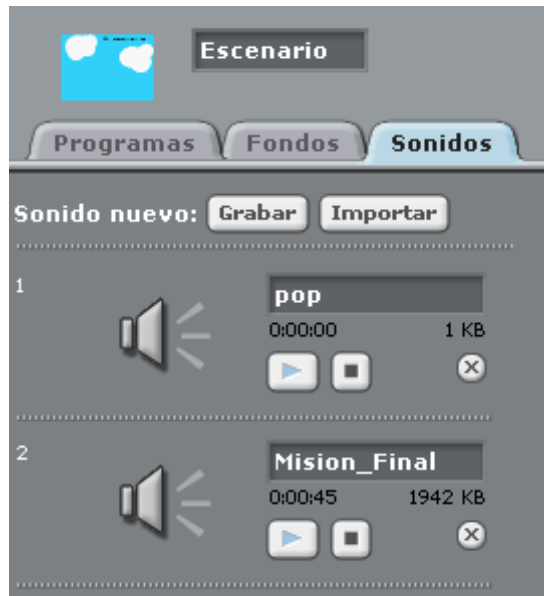 Escenario
Programas Fondos Sonidos
Sonido nuevo: Grabar Importar
1
pop
0:00:00 1 KB
2
Mision_Final
0:00:45 1942 KB